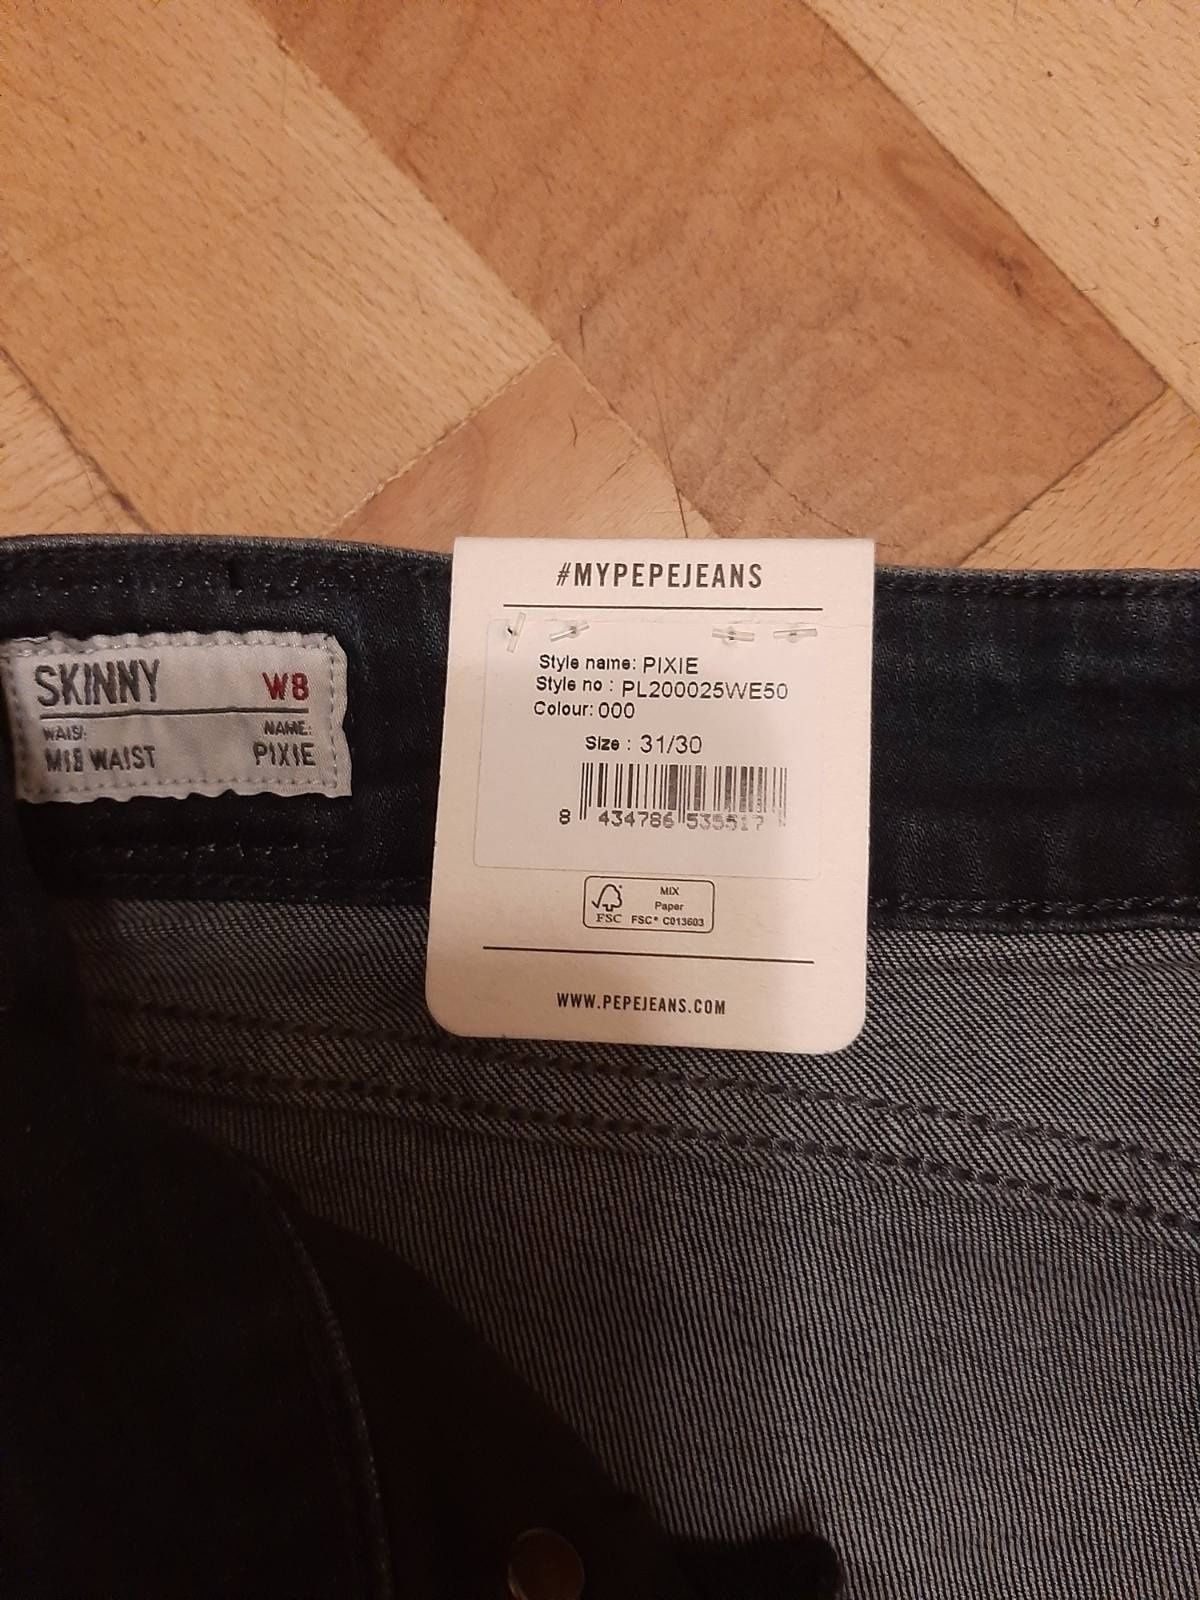 #MYPEPEJEANS
Style name: PIXIE
Style no : PL200025WE50
Colour: 000
Size : 31/30
8 434786 535517
FSC
MIX
Paper
FSC® C013603
WWW.PEPEJEANS.COM
SKINNY W8
WAIST: NAME:
MID WAIST PIXIE